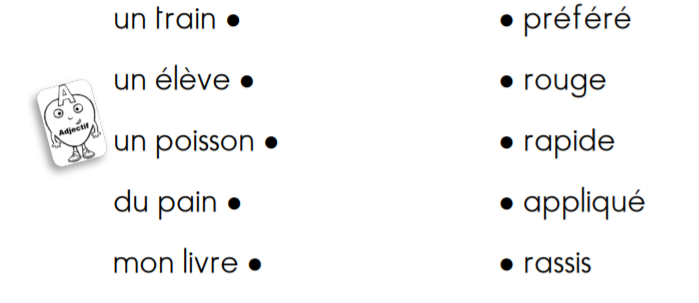 un train ● ● préféré
un élève ● ● rouge
A
Adjectif
un poisson ● ● rapide
du pain ● ● appliqué
mon livre ● ● rassis